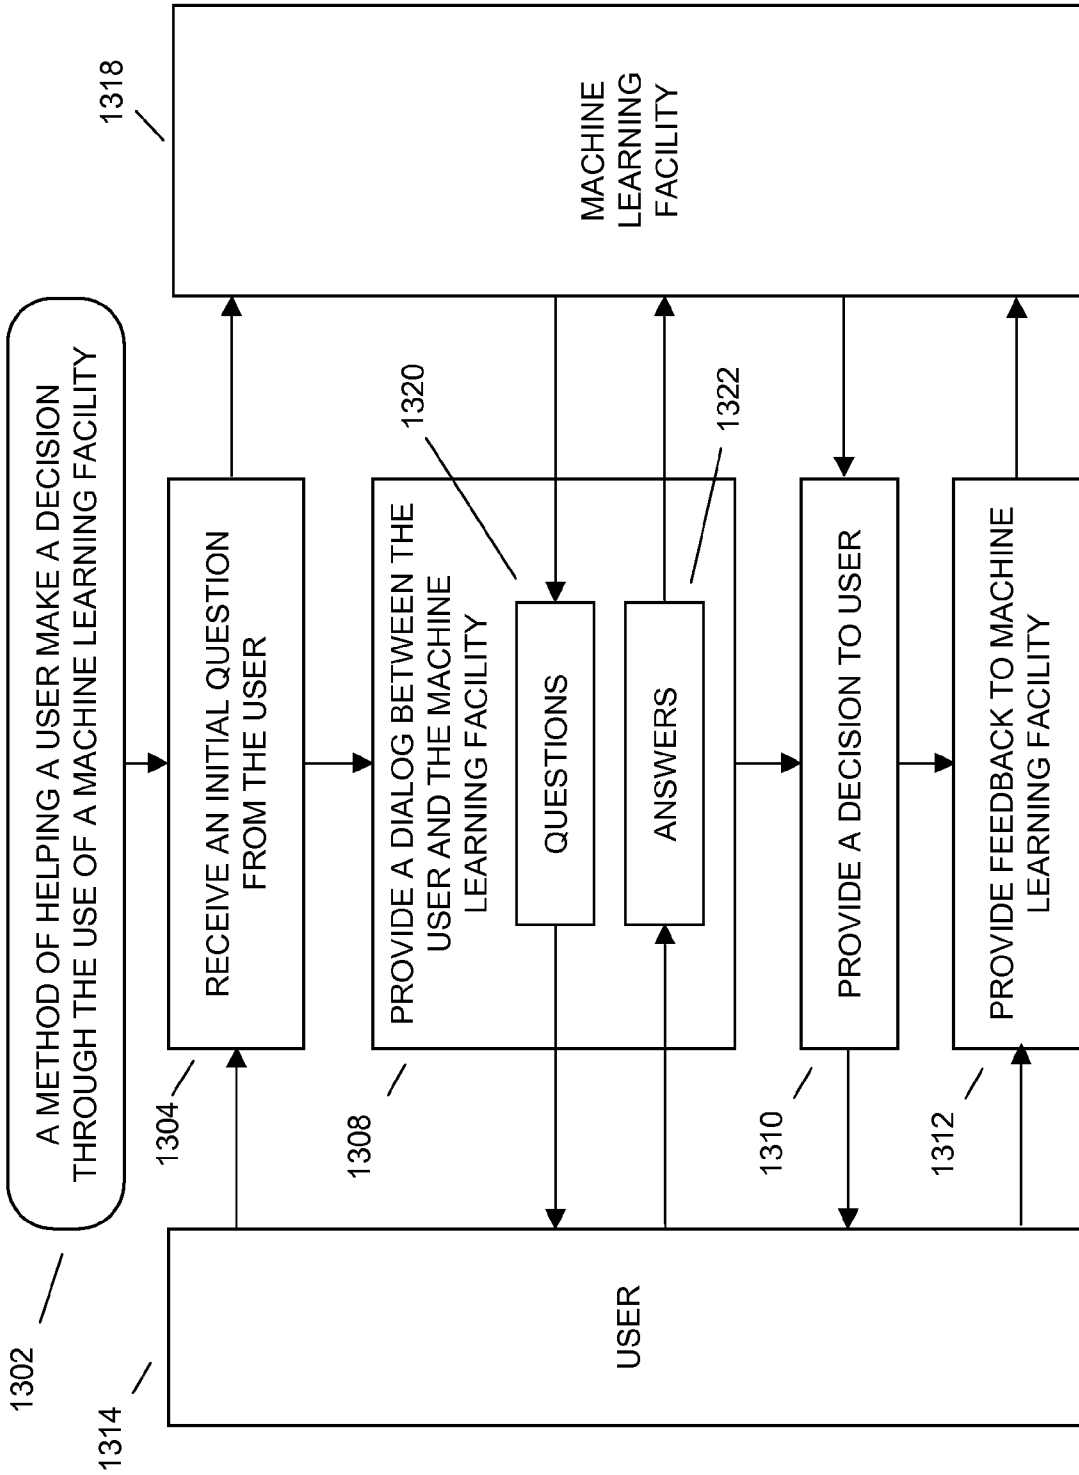 1302
A METHOD OF HELPING A USER MAKE A DECISION
THROUGH THE USE OF A MACHINE LEARNING FACILITY
1314
USER
1304
RECEIVE AN INITIAL QUESTION
FROM THE USER
1308
PROVIDE A DIALOG BETWEEN THE
USER AND THE MACHINE
LEARNING FACILITY
1320
QUESTIONS
ANSWERS
1322
1310
PROVIDE A DECISION TO USER
1312
PROVIDE FEEDBACK TO MACHINE
LEARNING FACILITY
1318
MACHINE
LEARNING
FACILITY